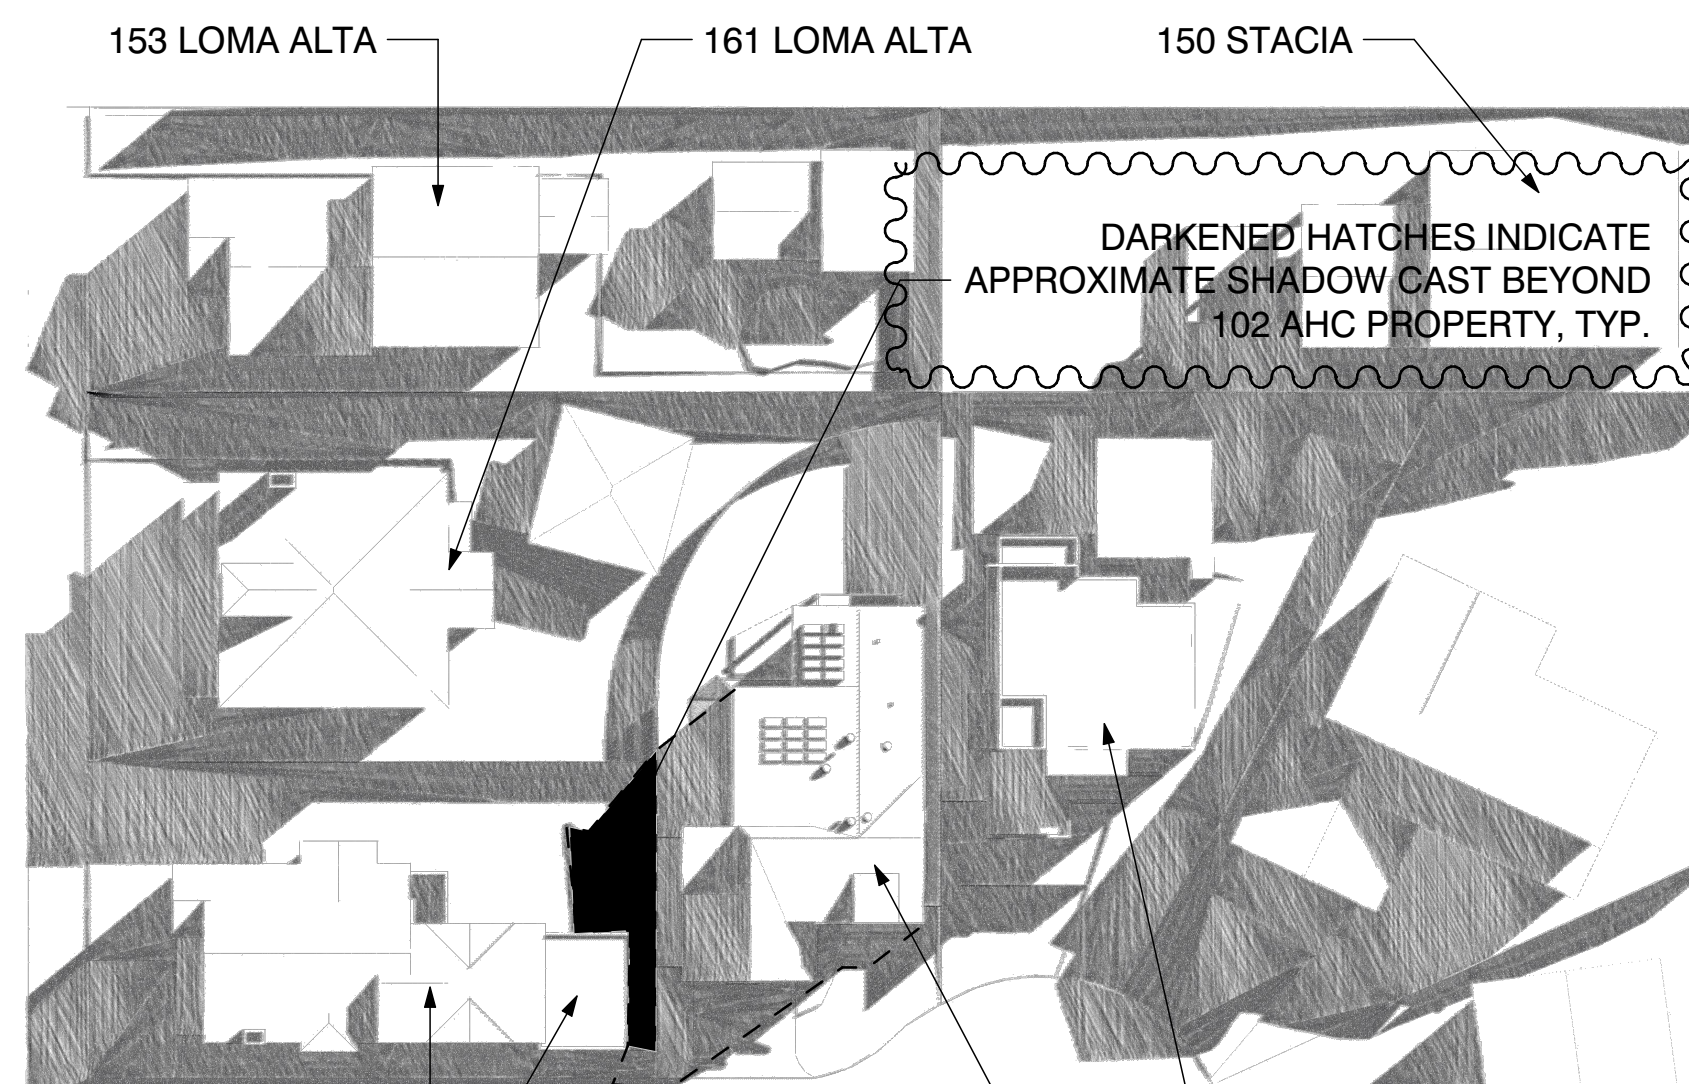 153 LOMA ALTA
161 LOMA ALTA
150 STACIA
DARKENED HATCHES INDICATE
APPROXIMATE SHADOW CAST BEYOND
102 AHC PROPERTY, TYP.